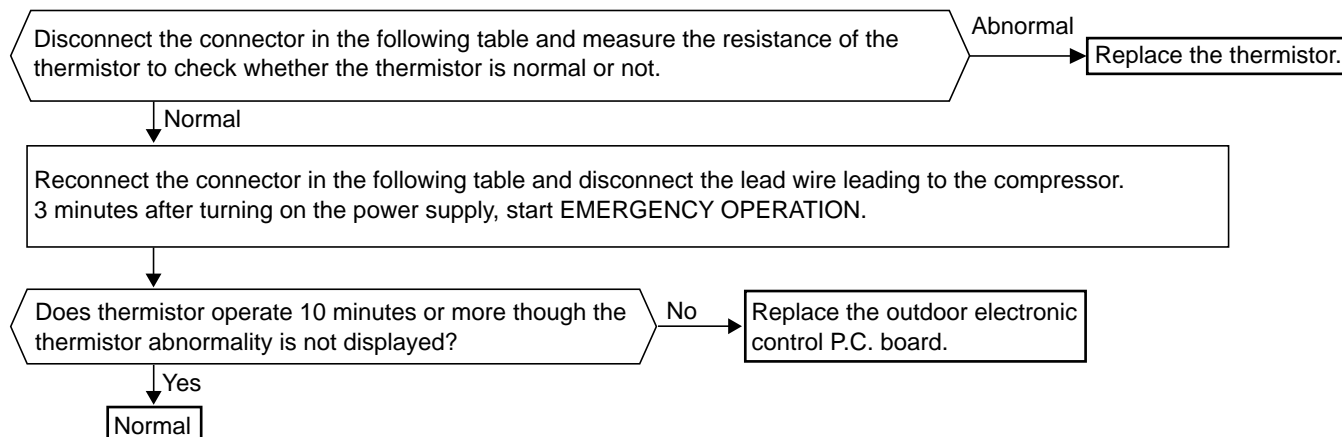 Disconnect the connector in the following table and measure the resistance of the
thermistor to check whether the thermistor is normal or not.
Abnormal
Replace the thermistor.
Normal
Reconnect the connector in the following table and disconnect the lead wire leading to the compressor.
3 minutes after turning on the power supply, start EMERGENCY OPERATION.
Does thermistor operate 10 minutes or more though the
thermistor abnormality is not displayed?
No
Replace the outdoor electronic
control P.C. board.
Yes
Normal